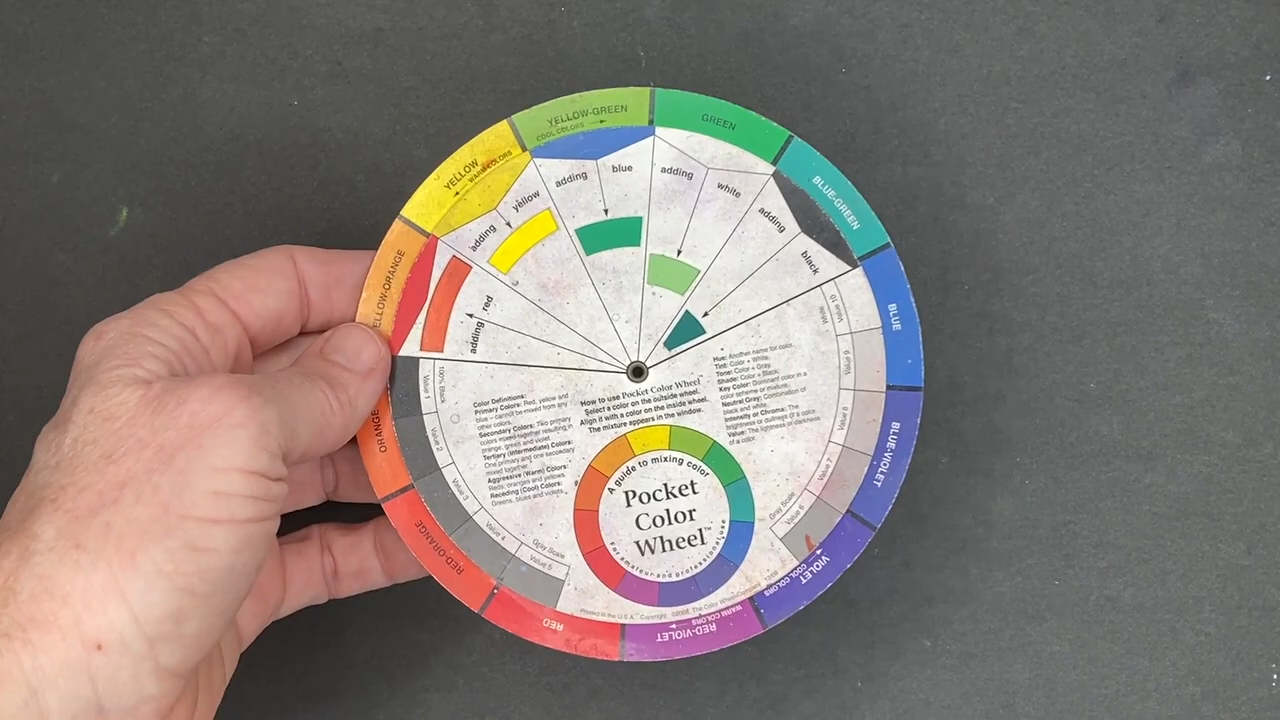 YELLOW-GREEN
COOL COLORS
GREEN
BLUE-GREEN
BLUE
BLUE-VIOLET
VIOLET
COOL COLORS
WARM COLORS
RED-VIOLET
RED
RED-ORANGE
ORANGE
ELLOW-ORANGE
YELLOW
WARM COLORS
adding red
adding yellow
adding blue
adding white
adding black
100% Black
Value 1
Value 2
Value 3
Value 4
Value 5
Gray Scale
Gray Scale
Value 6
Value 7
Value 8
Value 9
Value 10
White
Color Definitions:
Primary Colors: Red, yellow and
blue – cannot be mixed from any
other colors.
Secondary Colors: Two primary
colors mixed together resulting in
orange, green and violet.
Tertiary (Intermediate) Colors:
One primary and one secondary
mixed together.
Aggressive (Warm) Colors:
Reds, oranges and yellows.
Receding (Cool) Colors:
Greens, blues and violets.
How to use Pocket Color Wheel™
Select a color on the outside wheel.
Align it with a color on the inside wheel.
The mixture appears in the window.
Hue: Another name for color.
Tint: Color + White.
Tone: Color + Gray.
Shade: Color + Black.
Key Color: Dominant color in a
color scheme or mixture.
Neutral Gray: Combination of
black and white.
Intensity or Chroma: The
brightness or dullness of a color.
Value: The lightness or darkness
of a color.
A guide to mixing color
Pocket
Color
Wheel™
For amateur and professional use
Printed in the U.S.A. Copyright ©2008, The Color Wheel Company